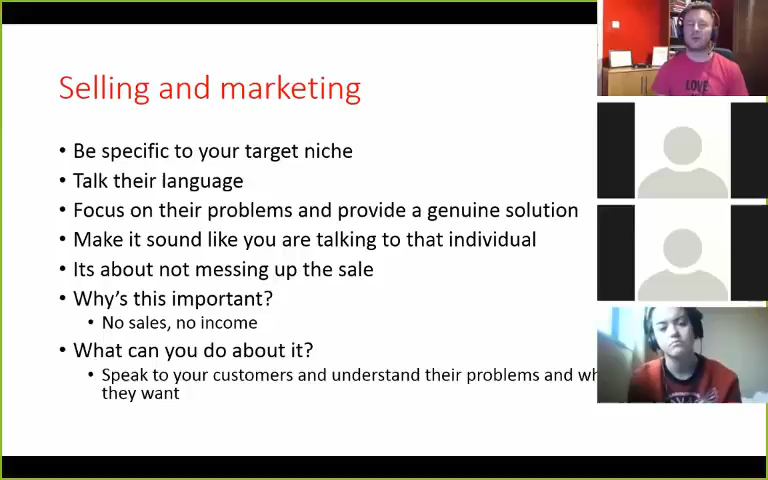 Selling and marketing
• Be specific to your target niche
• Talk their language
• Focus on their problems and provide a genuine solution
• Make it sound like you are talking to that individual
• Its about not messing up the sale
• Why's this important?
• No sales, no income
• What can you do about it?
• Speak to your customers and understand their problems and
they want
LOVE